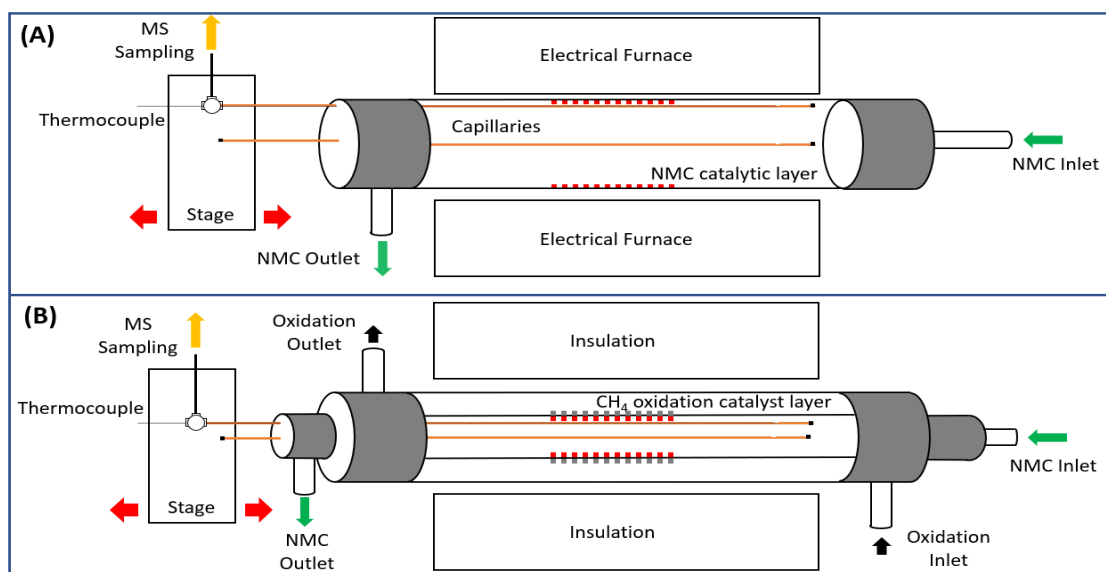 (A)
MS
Sampling
Electrical Furnace
Thermocouple
Capillaries
NMC catalytic layer
NMC Inlet
Stage
NMC Outlet
Electrical Furnace
(B)
MS
Sampling
Oxidation
Outlet
Insulation
Thermocouple
CH₄ oxidation catalyst layer
NMC Inlet
Stage
NMC
Outlet
Insulation
Oxidation
Inlet